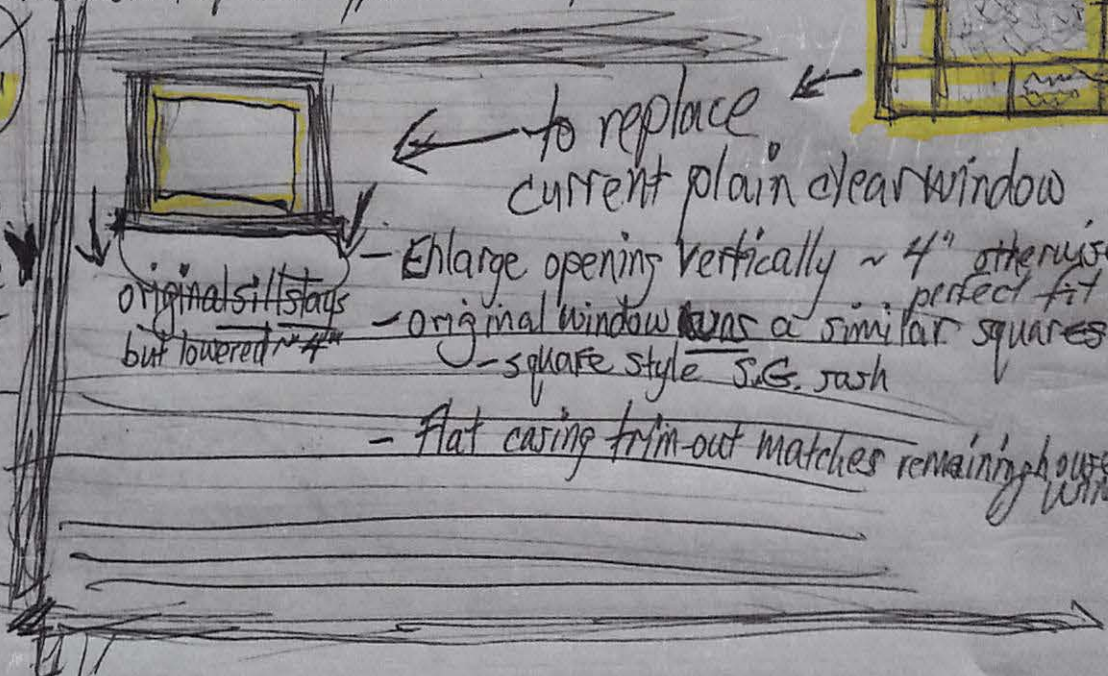 to replace
current plain clear window
- Enlarge opening vertically ~ 4" otherwise
perfect fit
original sill stays
but lowered ~ 4"
- original window was a similar squares
- square style S.G. sash
- flat casing trim-out matches remaining house